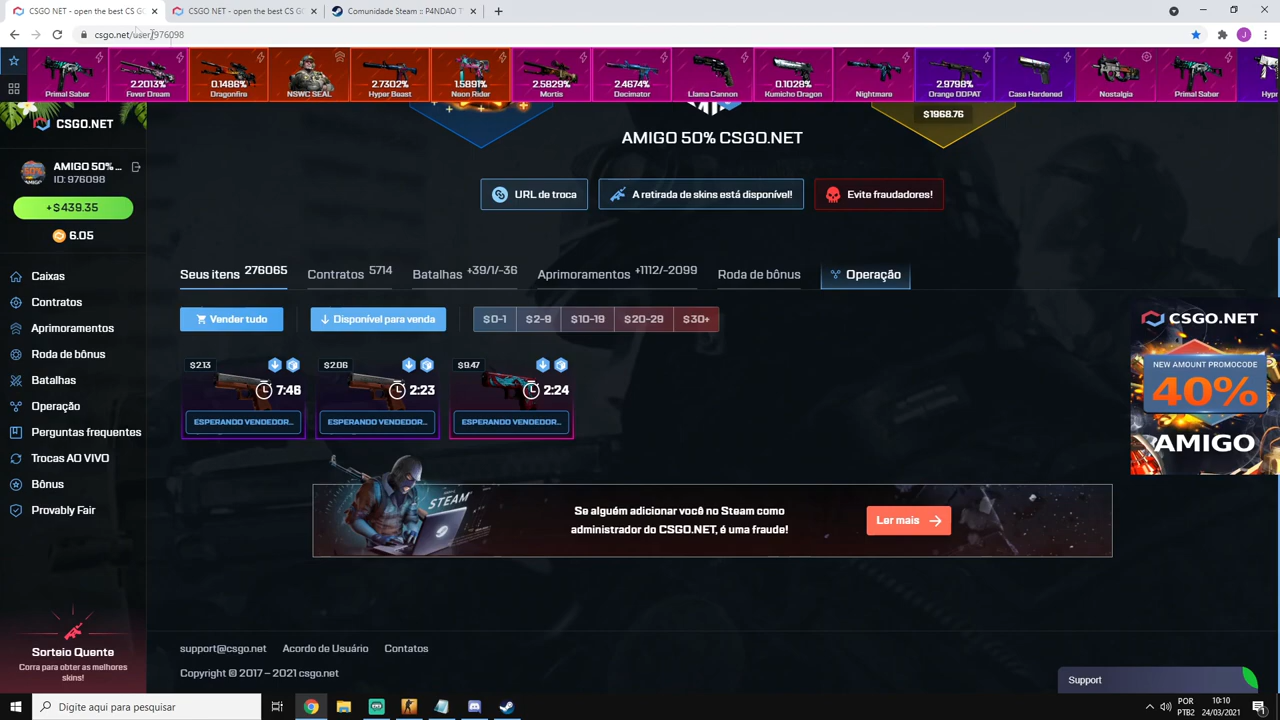 CSGO NET - open the best CS GO
CSGO NET - open the best CS GO
Comunidade Steam :: P4NDAO T
csgo.net/user/976098
Primal Saber
2.2013%
Fever Dream
0.1486%
Dragonfire
NSWC SEAL
2.7302%
Hyper Beast
1.5891%
Neon Rider
2.5829%
Mortis
2.4674%
Decimator
Llama Cannon
0.1028%
Kumicho Dragon
Nightmare
2.9798%
Orange DDPAT
Case Hardened
Nostalgia
Primal Saber
Hyp
CSGO.NET
AMIGO 50% ...
ID: 976098
+$439.35
6.05
Caixas
Contratos
Aprimoramentos
Roda de bônus
Batalhas
Operação
Perguntas frequentes
Trocas AO VIVO
Bônus
Provably Fair
Sorteio Quente
Corra para obter as melhores
skins!
$1968.76
AMIGO 50% CSGO.NET
URL de troca
A retirada de skins está disponível!
Evite fraudadores!
Seus itens 276065
Contratos 5714
Batalhas +39/1/-36
Aprimoramentos +1112/-2099
Roda de bônus
Operação
Vender tudo
Disponível para venda
$0-1
$2-9
$10-19
$20-29
$30+
$2.13
7:46
ESPERANDO VENDEDOR...
$2.06
2:23
ESPERANDO VENDEDOR...
$9.47
2:24
ESPERANDO VENDEDOR...
STEAM
Se alguém adicionar você no Steam como
administrador do CSGO.NET, é uma fraude!
Ler mais
CSGO.NET
NEW AMOUNT PROMOCODE
40%
AMIGO
support@csgo.net
Acordo de Usuário
Contatos
Copyright © 2017 – 2021 csgo.net
Support
Digite aqui para pesquisar
POR
PTB2
10:10
24/03/2021
1